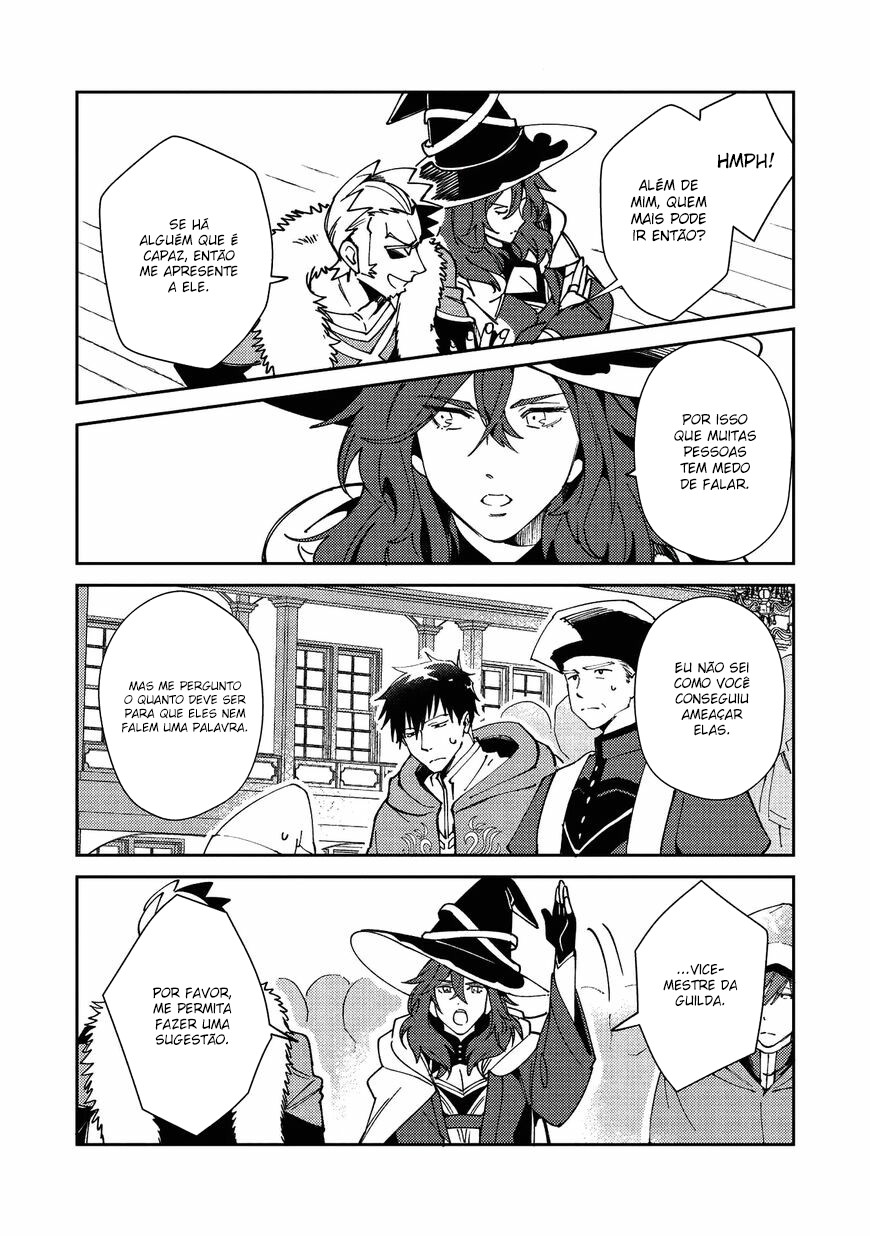 HMPH!
ALÉM DE
MIM, QUEM
MAIS PODE
IR ENTÃO?
SE HÁ
ALGUÉM QUE É
CAPAZ, ENTÃO
ME APRESENTE
A ELE.
POR ISSO
QUE MUITAS
PESSOAS
TEM MEDO
DE FALAR.
EU NÃO SEI
COMO VOCÊ
CONSEGUIU
AMEAÇAR
ELAS.
MAS ME PERGUNTO
O QUANTO DEVE SER
PARA QUE ELES NEM
FALEM UMA PALAVRA.
...VICE-
MESTRE DA
GUILDA.
POR FAVOR,
ME PERMITA
FAZER UMA
SUGESTÃO.